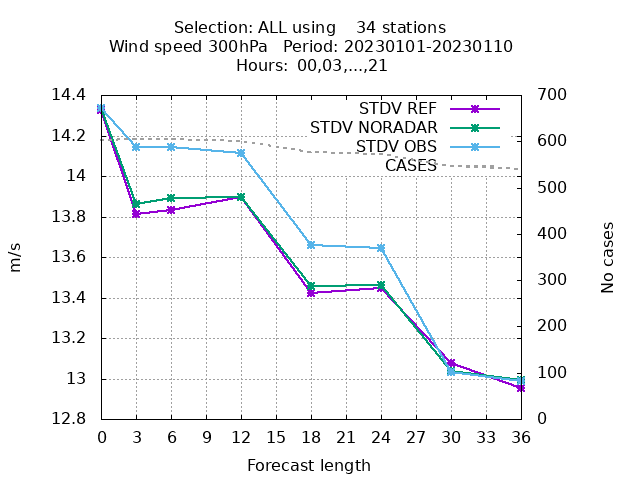 Selection: ALL using    34 stations
Wind speed 300hPa   Period: 20230101-20230110
Hours: 00,03,...,21
14.4
14.2
14
13.8
13.6
13.4
13.2
13
12.8
m/s
STDV REF
STDV NORADAR
STDV OBS
CASES
700
600
500
400
300
200
100
0
No cases
0 3 6 9 12 15 18 21 24 27 30 33 36
Forecast length